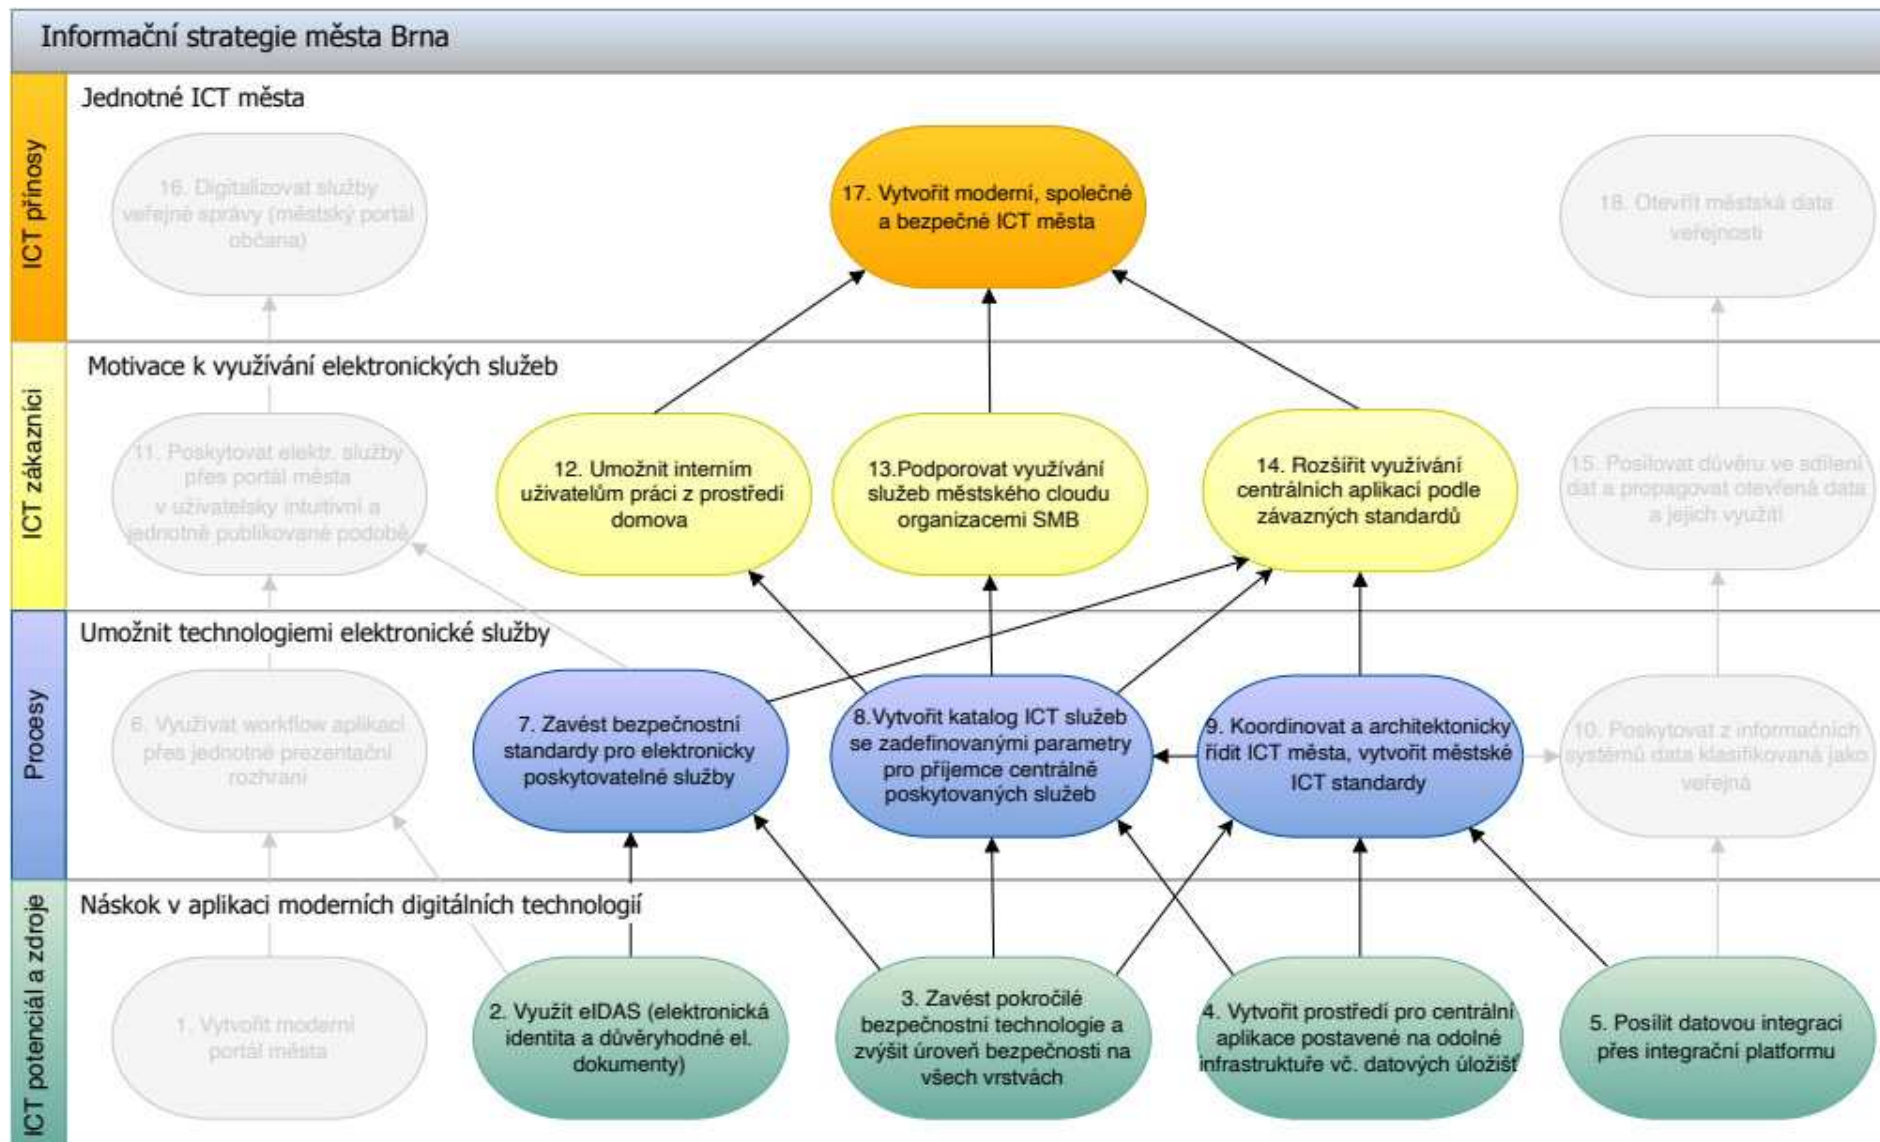 Informační strategie města Brna
ICT přínosy
Jednotné ICT města
16. Digitalizovat služby
veřejné správy (městský portál
občana)
17. Vytvořit moderní, společné
a bezpečné ICT města
18. Otevřít městská data
veřejnosti
ICT zákazníci
Motivace k využívání elektronických služeb
11. Poskytovat elektr. služby
přes portál města
v uživatelsky intuitivní a
jednotně publikované podobě
12. Umožnit interním
uživatelům práci z prostředí
domova
13.Podporovat využívání
služeb městského cloudu
organizacemi SMB
14. Rozšířit využívání
centrálních aplikací podle
závazných standardů
15. Posilovat důvěru ve sdílení
dat a propagovat otevřená data
a jejich využití
Procesy
Umožnit technologiemi elektronické služby
6. Využívat workflow aplikací
přes jednotné prezentační
rozhraní
7. Zavést bezpečnostní
standardy pro elektronicky
poskytovatelné služby
8.Vytvořit katalog ICT služeb
se zadefinovanými parametry
pro příjemce centrálně
poskytovaných služeb
9. Koordinovat a architektonicky
řídit ICT města, vytvořit městské
ICT standardy
10. Poskytovat z informačních
systémů data klasifikovaná jako
veřejná
ICT potenciál a zdroje
Náskok v aplikaci moderních digitálních technologií
1. Vytvořit moderní
portál města
2. Využít eIDAS (elektronická
identita a důvěryhodné el.
dokumenty)
3. Zavést pokročilé
bezpečnostní technologie a
zvýšit úroveň bezpečnosti na
všech vrstvách
4. Vytvořit prostředí pro centrální
aplikace postavené na odolné
infrastruktuře vč. datových úložišť
5. Posílit datovou integraci
přes integrační platformu